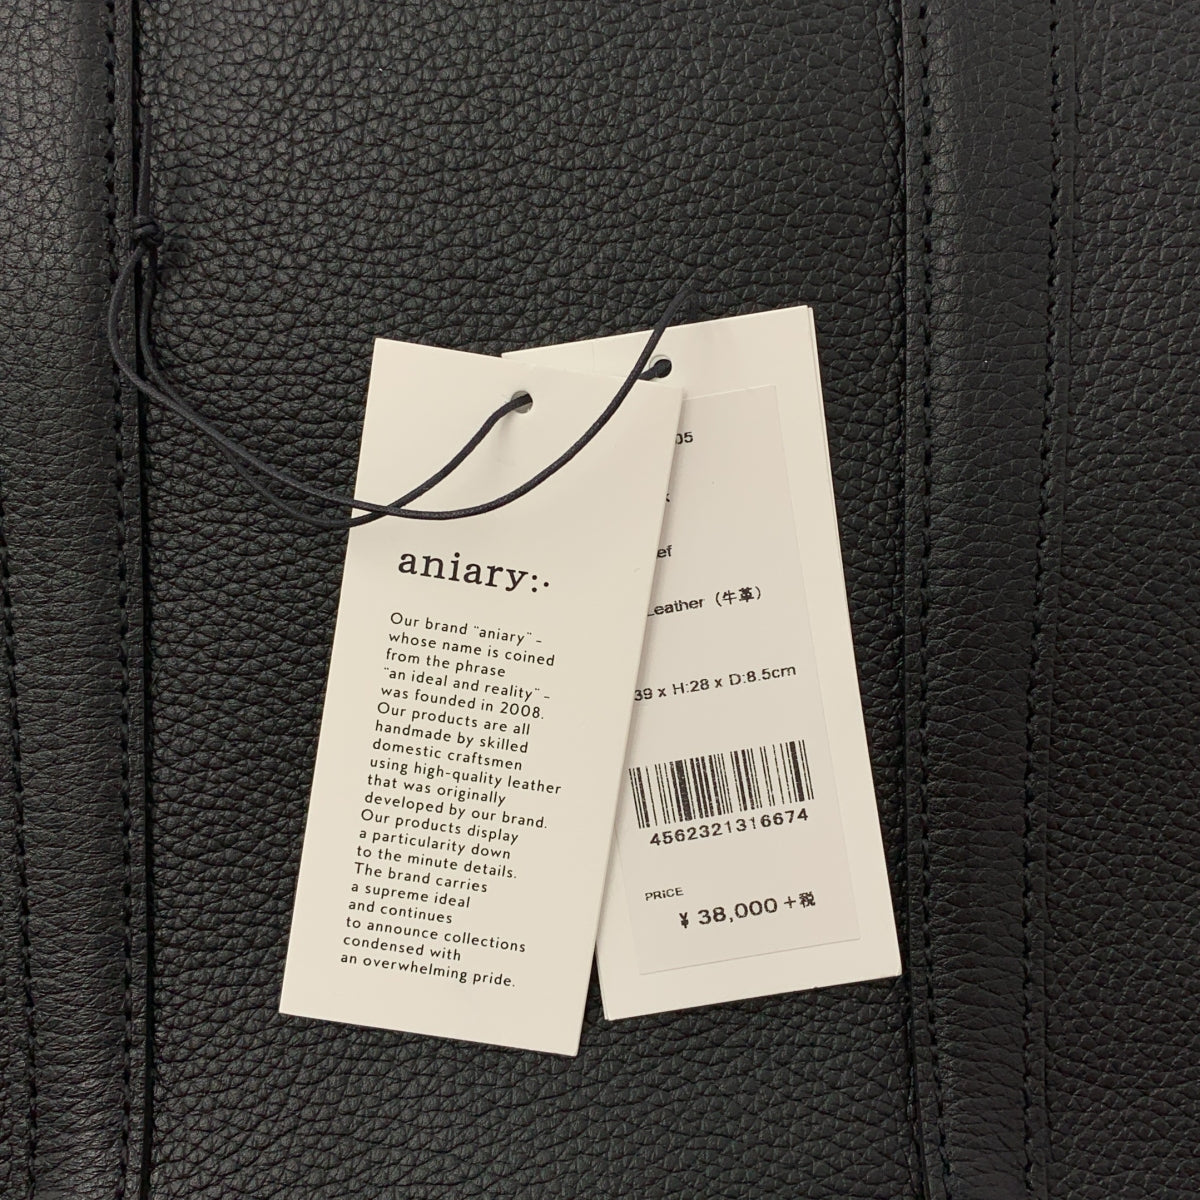 aniary:.
Our brand "aniary" –
whose name is coined
from the phrase
"an ideal and reality" –
was founded in 2008.
Our products are all
handmade by skilled
domestic craftsmen
using high-quality leather
that was originally
developed by our brand.
Our products display
a particularity down
to the minute details.
The brand carries
a supreme ideal
and continues
to announce collections
condensed with
an overwhelming pride.
05
k
ef
Leather（牛革）
39 x H:28 x D:8.5cm
4562321316674
PRiCE
¥ 38,000+税